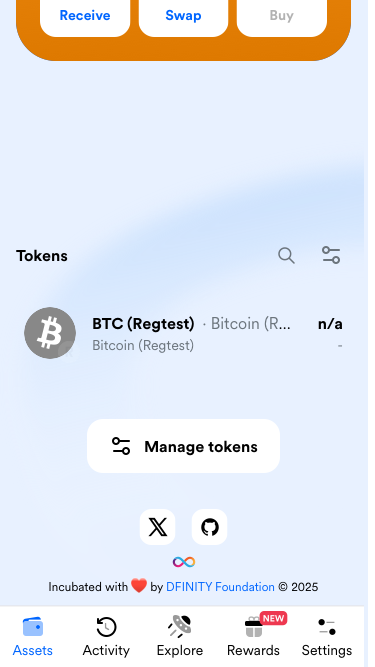 Receive Swap Buy
Tokens
BTC (Regtest) · Bitcoin (R... n/a
Bitcoin (Regtest) -
Manage tokens
Incubated with ❤️ by DFINITY Foundation © 2025
NEW
Assets Activity Explore Rewards Settings